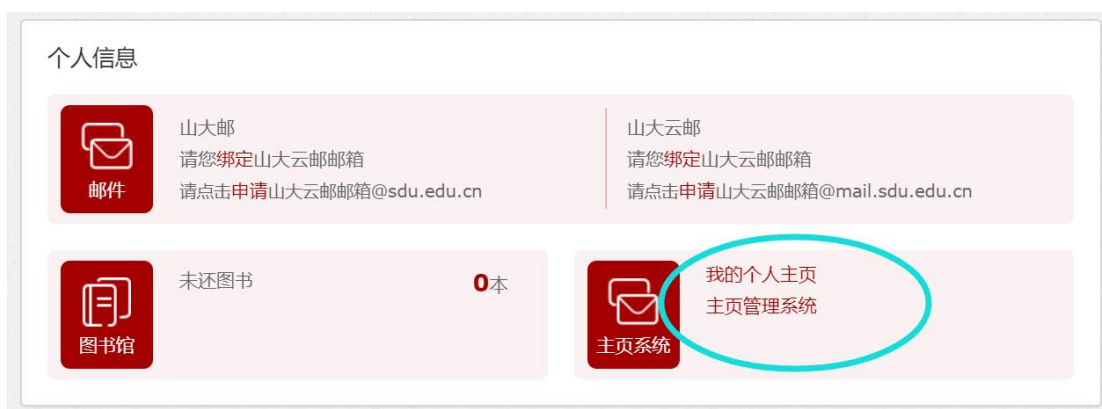 个人信息
邮件
山大邮
请您绑定山大云邮邮箱
请点击申请山大云邮邮箱@sdu.edu.cn
山大云邮
请您绑定山大云邮邮箱
请点击申请山大云邮邮箱@mail.sdu.edu.cn
图书馆
未还图书 0本
主页系统
我的个人主页
主页管理系统